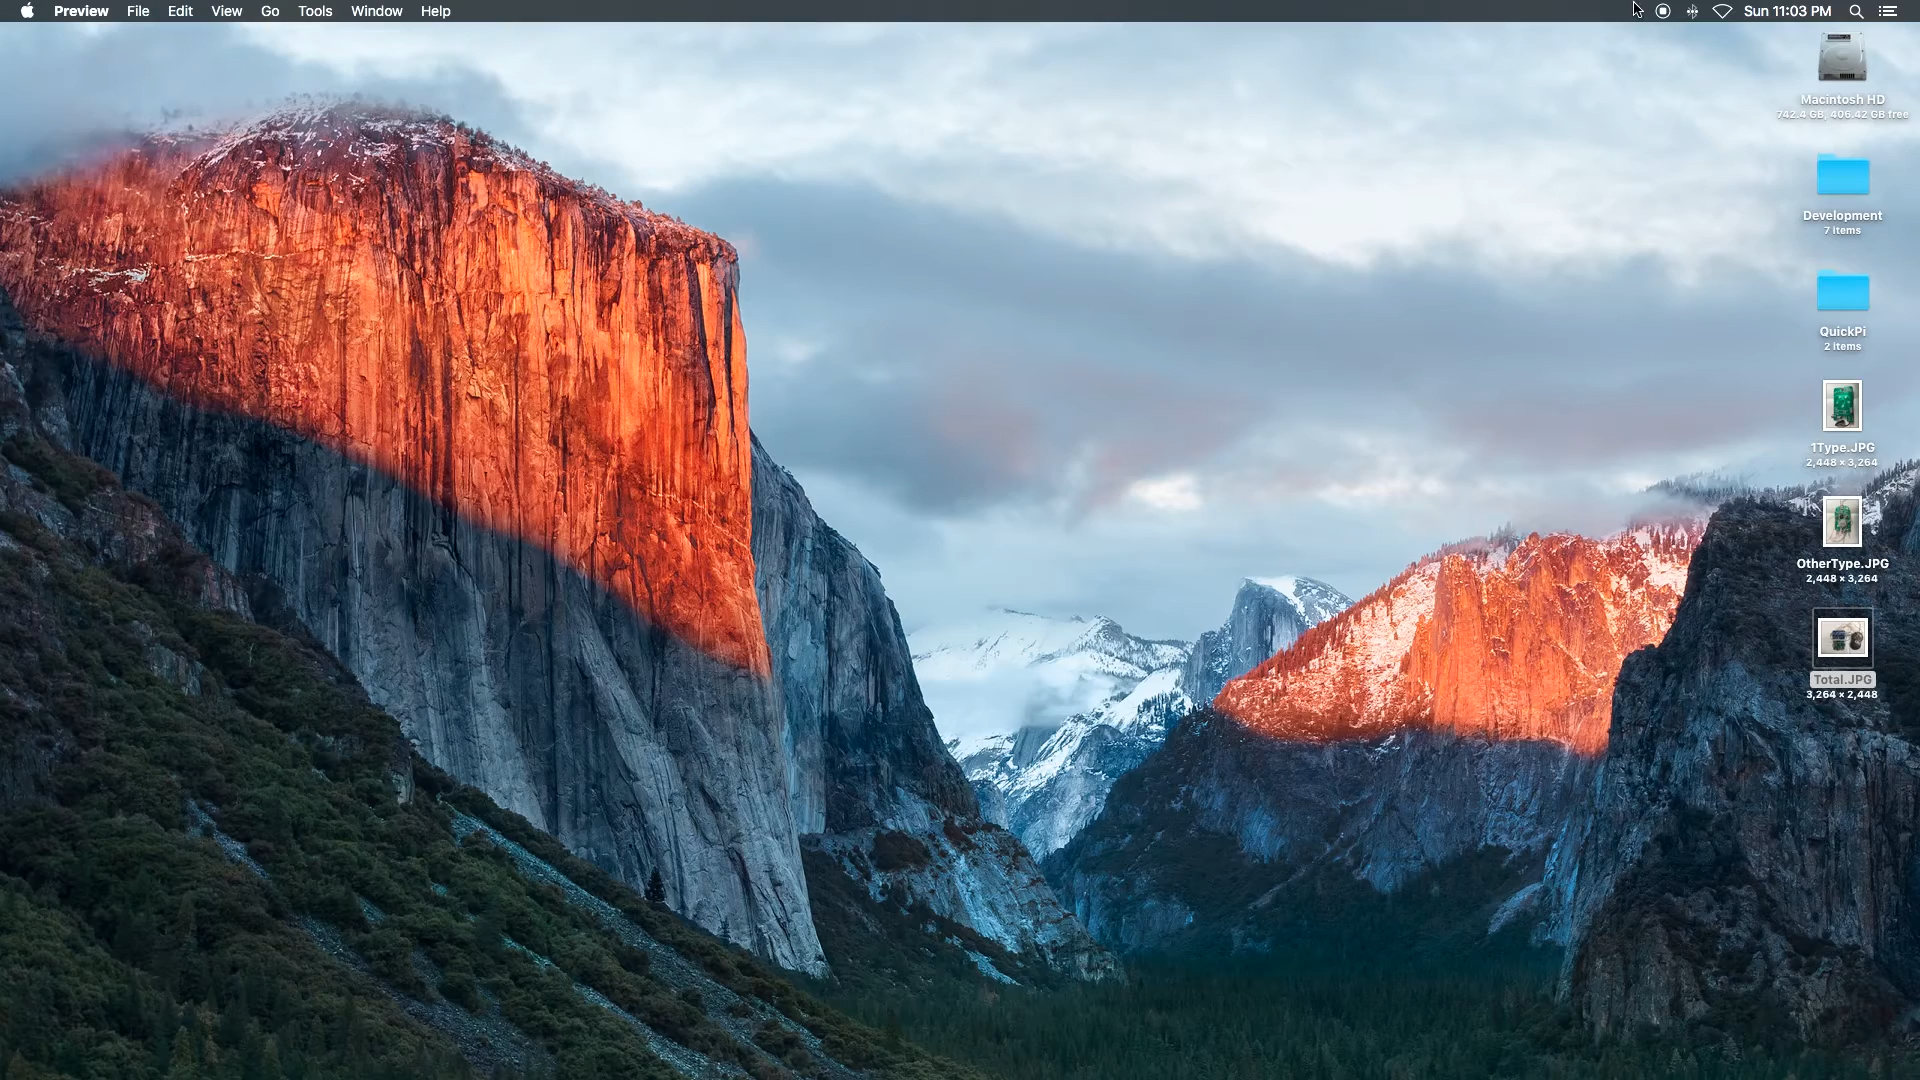 Preview File Edit View Go Tools Window Help Sun 11:03 PM
Macintosh HD
742.4 GB, 406.42 GB free
Development
7 items
QuickPi
2 items
1Type.JPG
2,448 × 3,264
OtherType.JPG
2,448 × 3,264
Total.JPG
3,264 × 2,448